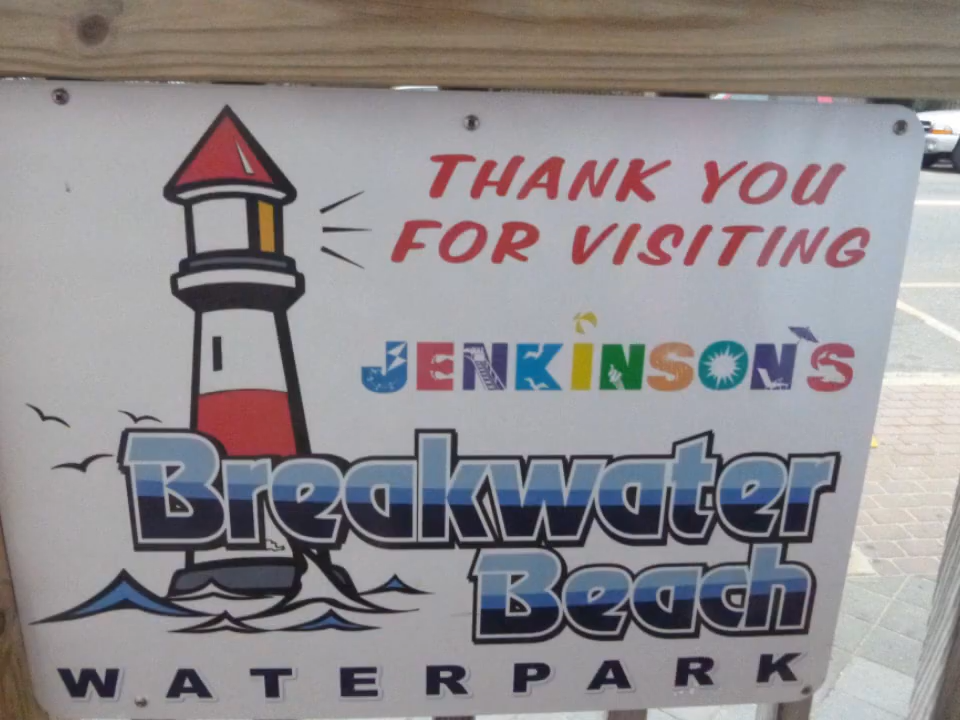 THANK YOU
FOR VISITING
JENKINSON'S
Breakwater
Beach
WATERPARK